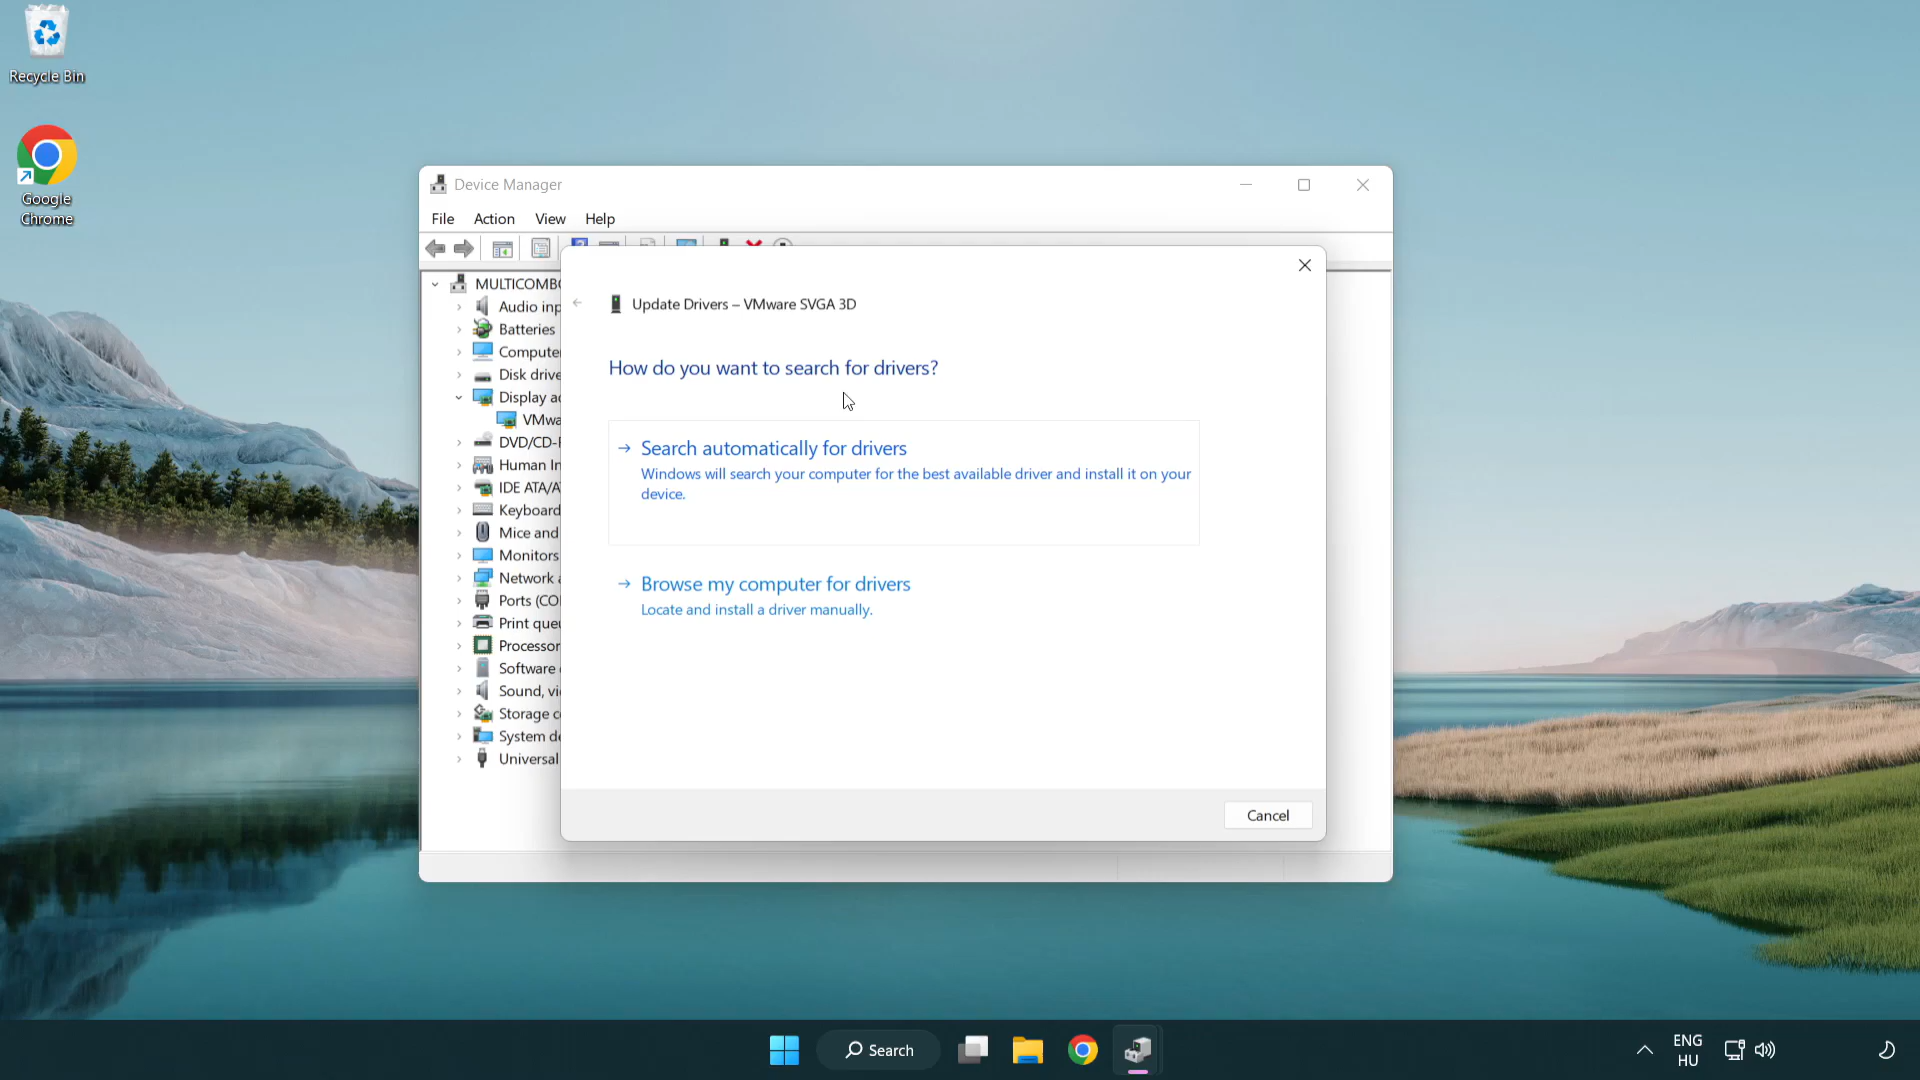 Recycle Bin
Google
Chrome
Device Manager
File Action View Help
MULTICOMBO
Audio inp
Batteries
Compute
Disk drive
Display a
VMwa
DVD/CD-
Human In
IDE ATA/A
Keyboard
Mice and
Monitors
Network a
Ports (CO
Print que
Processor
Software
Sound, vi
Storage c
System de
Universal
Update Drivers – VMware SVGA 3D
How do you want to search for drivers?
Search automatically for drivers
Windows will search your computer for the best available driver and install it on your
device.
Browse my computer for drivers
Locate and install a driver manually.
Cancel
Search
ENG
HU